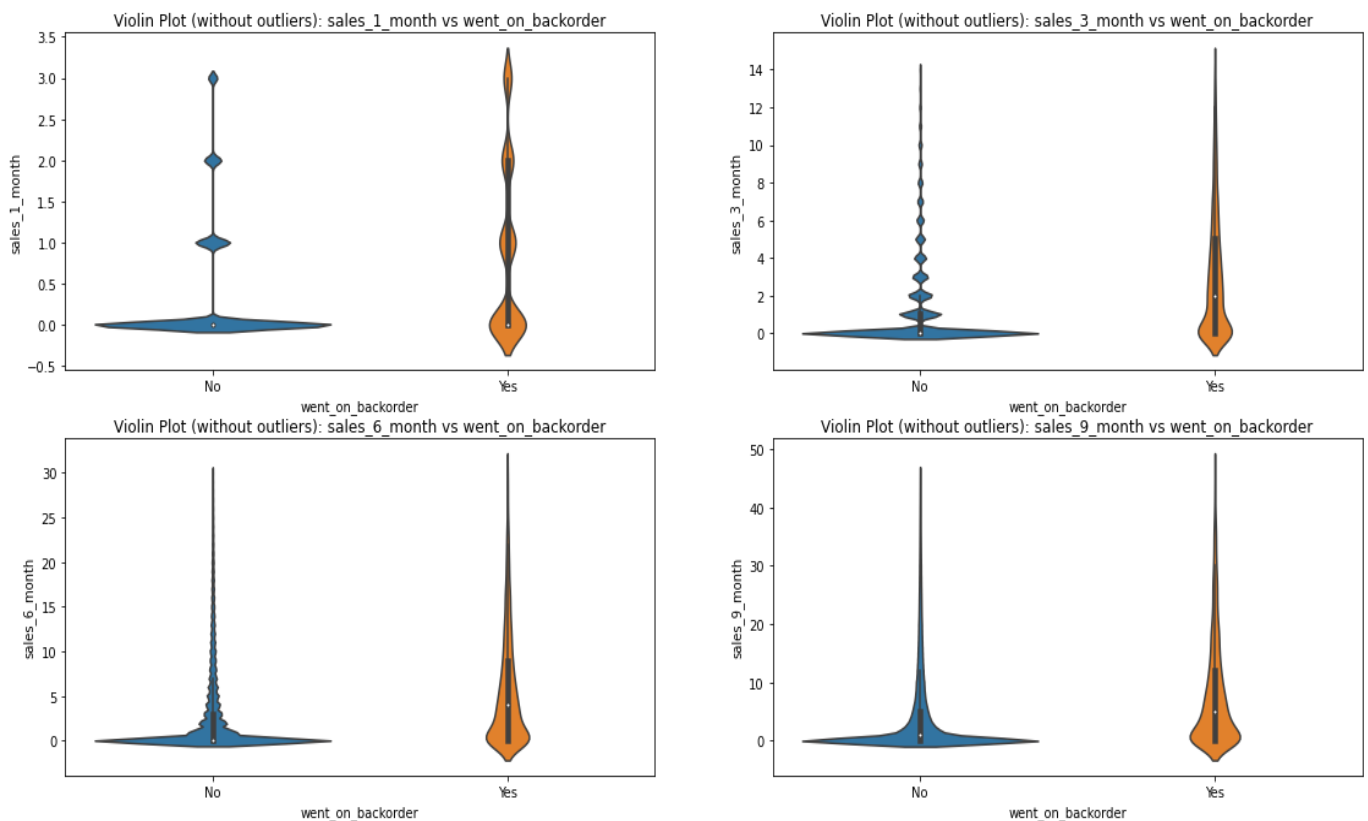 Violin Plot (without outliers): sales_1_month vs went_on_backorder
3.5
3.0
2.5
2.0
1.5
1.0
0.5
0.0
−0.5
sales_1_month
No
Yes
went_on_backorder
Violin Plot (without outliers): sales_3_month vs went_on_backorder
14
12
10
8
6
4
2
0
sales_3_month
No
Yes
went_on_backorder
Violin Plot (without outliers): sales_6_month vs went_on_backorder
30
25
20
15
10
5
0
sales_6_month
No
Yes
went_on_backorder
Violin Plot (without outliers): sales_9_month vs went_on_backorder
50
40
30
20
10
0
sales_9_month
No
Yes
went_on_backorder